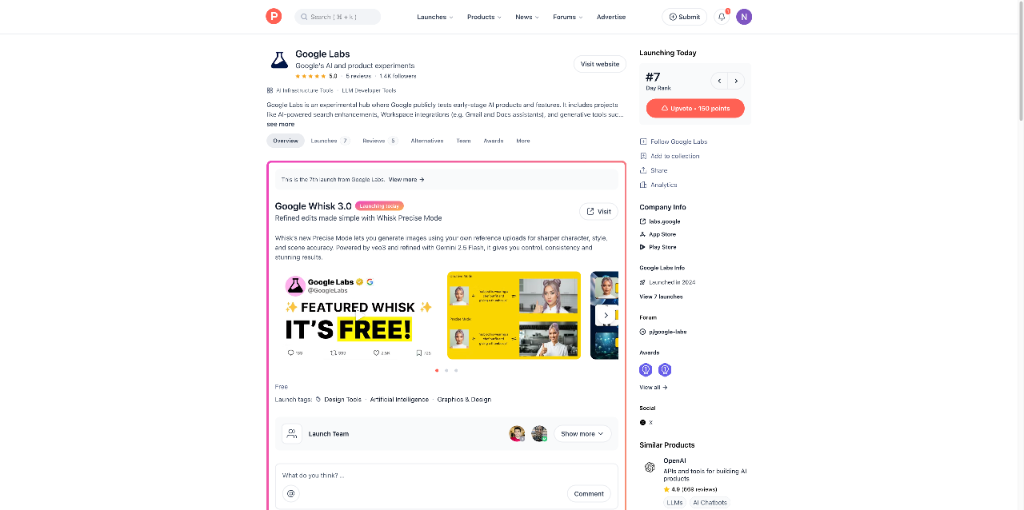 P
Search ( ⌘ + k )
Launches
Products
News
Forums
Advertise
Submit
N
Google Labs
Google's AI and product experiments
5.0
5 reviews
1.4K followers
Visit website
AI Infrastructure Tools · LLM Developer Tools
Google Labs is an experimental hub where Google publicly tests early-stage AI products and features. It includes projects
like AI-powered search enhancements, Workspace integrations (e.g. Gmail and Docs assistants), and generative tools suc...
see more
Overview
Launches 7
Reviews 5
Alternatives
Team
Awards
More
This is the 7th launch from Google Labs. View more →
Google Whisk 3.0
Launching today
Refined edits made simple with Whisk Precise Mode
Visit
Whisk's new Precise Mode lets you generate images using your own reference uploads for sharper character, style,
and scene accuracy. Powered by veo3 and refined with Gemini 2.5 Flash, it gives you control, consistency and
stunning results.
Google Labs
@GoogleLabs
✨ FEATURED WHISK ✨
IT'S FREE!
Free
Launch tags:
Design Tools · Artificial Intelligence · Graphics & Design
Launch Team
Show more
What do you think? ...
@
Comment
Launching Today
#7
Day Rank
Upvote • 150 points
Follow Google Labs
Add to collection
Share
Analytics
Company Info
labs.google
App Store
Play Store
Google Labs Info
Launched in 2024
View 7 launches
Forum
p/google-labs
Awards
View all →
Social
X
Similar Products
OpenAI
APIs and tools for building AI
products
4.9 (668 reviews)
LLMs
AI Chatbots